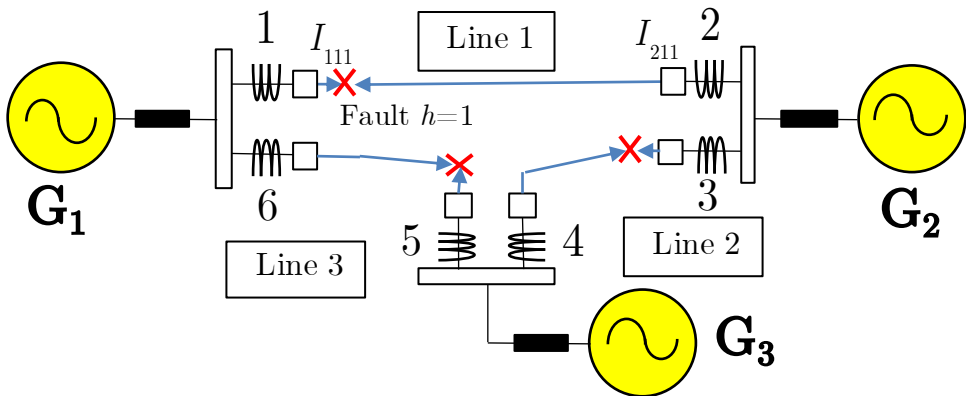 1
I₁₁₁
Line 1
I₂₁₁
2
Fault h=1
G₁
6
5
4
3
G₂
Line 3
Line 2
G₃